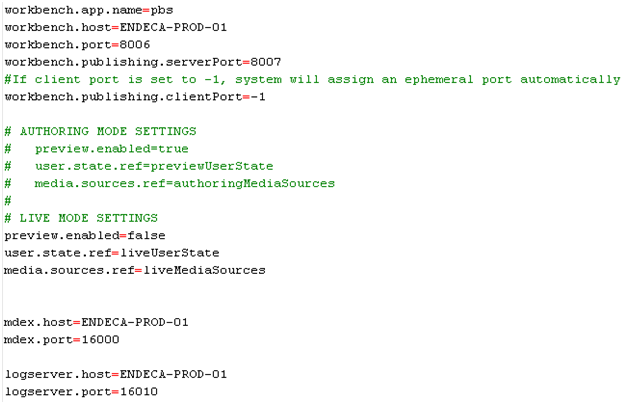 workbench.app.name=pbs
workbench.host=ENDECA-PROD-01
workbench.port=8006
workbench.publishing.serverPort=8007
#If client port is set to -1, system will assign an ephemeral port automatically
workbench.publishing.clientPort=-1
# AUTHORING MODE SETTINGS
#   preview.enabled=true
#   user.state.ref=previewUserState
#   media.sources.ref=authoringMediaSources
#
# LIVE MODE SETTINGS
preview.enabled=false
user.state.ref=liveUserState
media.sources.ref=liveMediaSources
mdex.host=ENDECA-PROD-01
mdex.port=16000
logserver.host=ENDECA-PROD-01
logserver.port=16010